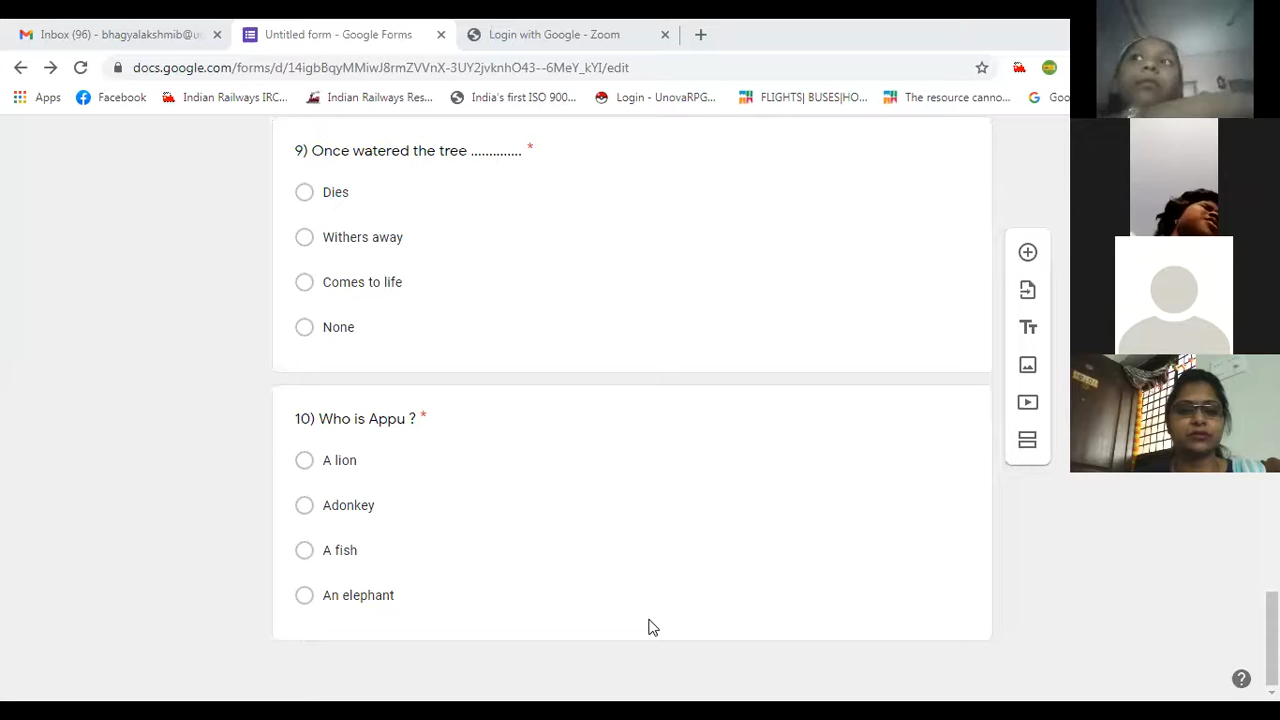 Inbox (96) - bhagyalakshmib@u
Untitled form - Google Forms
Login with Google - Zoom
docs.google.com/forms/d/14igbBqyMMiwJ8rmZVVnX-3UY2jvknhO43--6MeY_kYI/edit
Apps
Facebook
Indian Railways IRC...
Indian Railways Res...
India's first ISO 900...
Login - UnovaRPG...
FLIGHTS| BUSES|HO...
The resource canno...
Goo
9) Once watered the tree .............. *
Dies
Withers away
Comes to life
None
10) Who is Appu ? *
A lion
Adonkey
A fish
An elephant